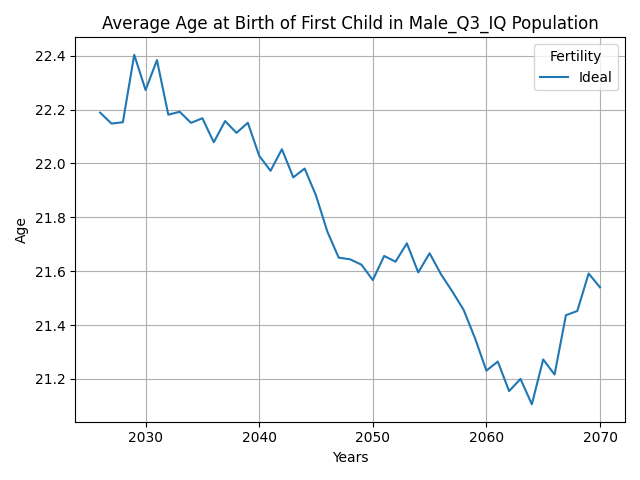 Average Age at Birth of First Child in Male_Q3_IQ Population
Fertility
Ideal
22.4
22.2
22.0
21.8
21.6
21.4
21.2
Age
2030 2040 2050 2060 2070
Years